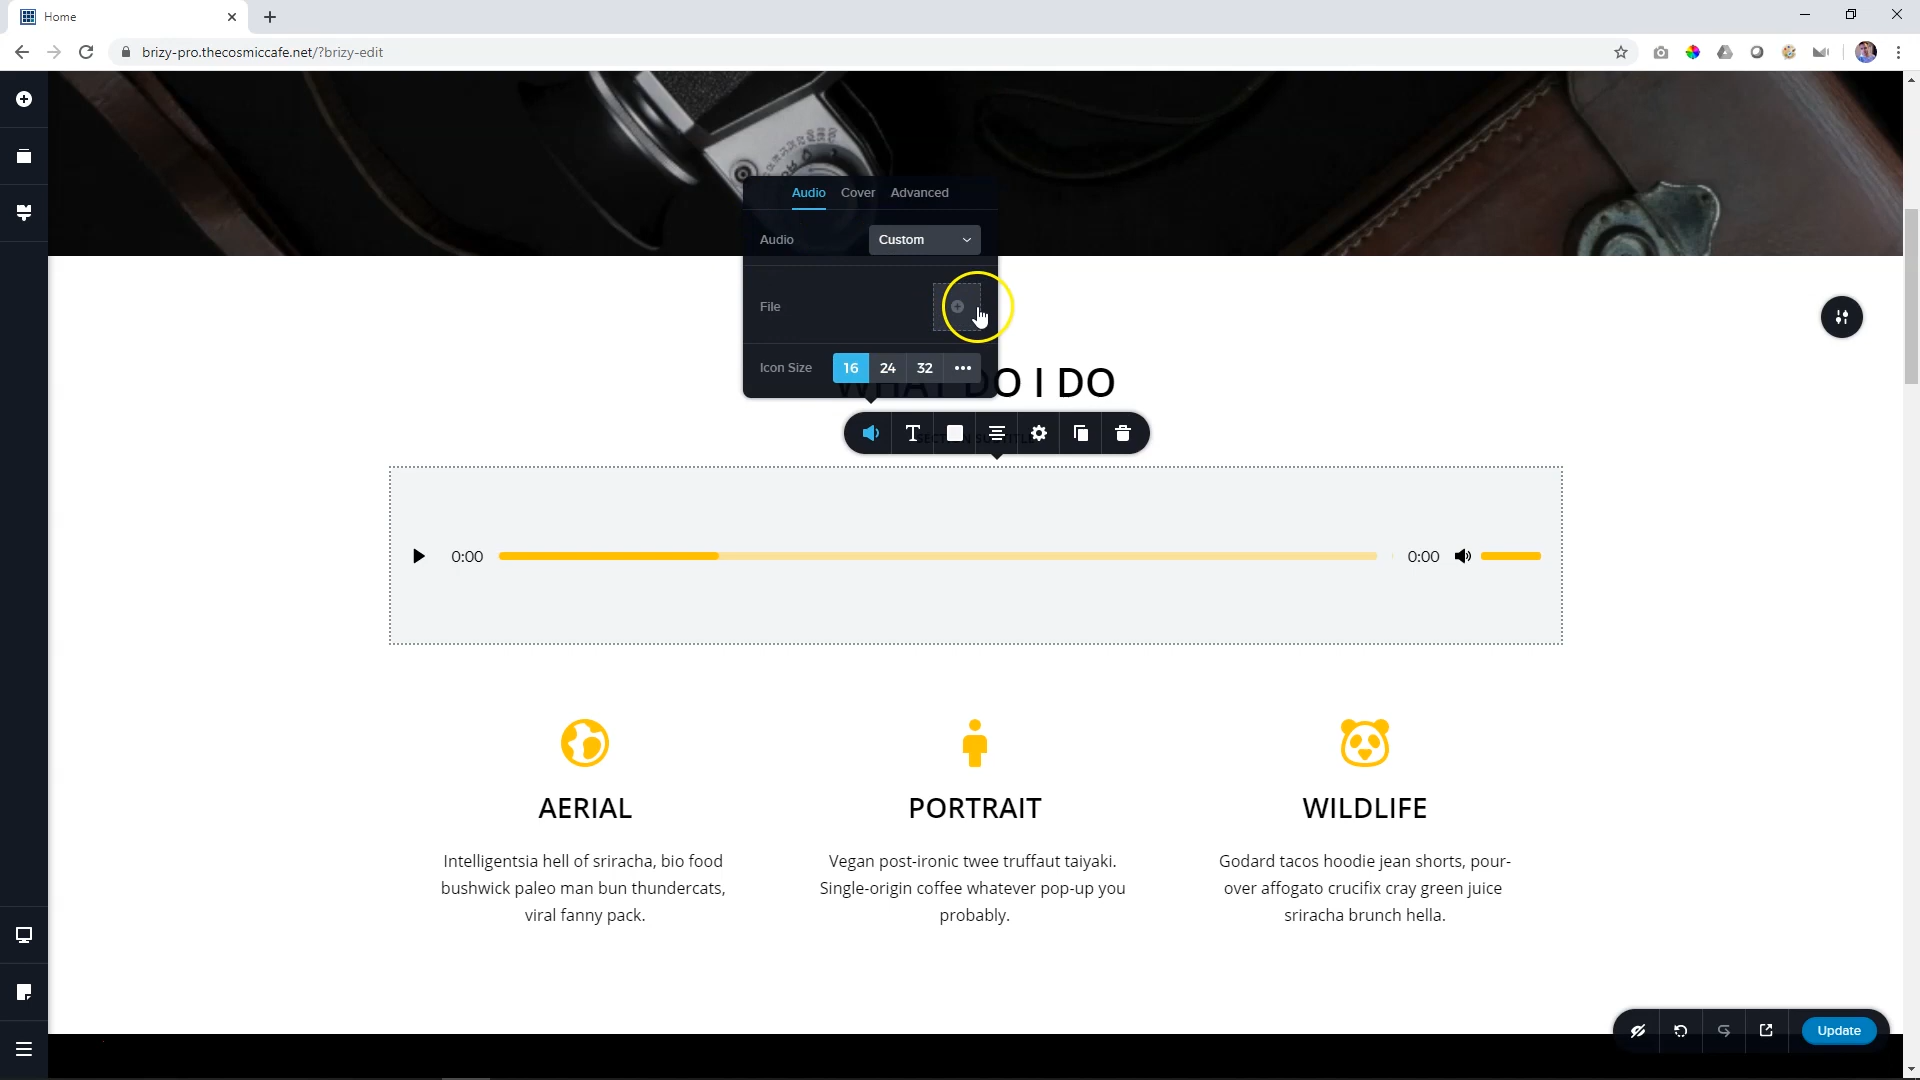 Home
brizy-pro.thecosmiccafe.net/?brizy-edit
Audio Cover Advanced
Audio Custom
File
Icon Size 16 24 32
WHAT DO I DO
0:00 0:00
AERIAL
Intelligentsia hell of sriracha, bio food
bushwick paleo man bun thundercats,
viral fanny pack.
PORTRAIT
Vegan post-ironic twee truffaut taiyaki.
Single-origin coffee whatever pop-up you
probably.
WILDLIFE
Godard tacos hoodie jean shorts, pour-
over affogato crucifix cray green juice
sriracha brunch hella.
Update